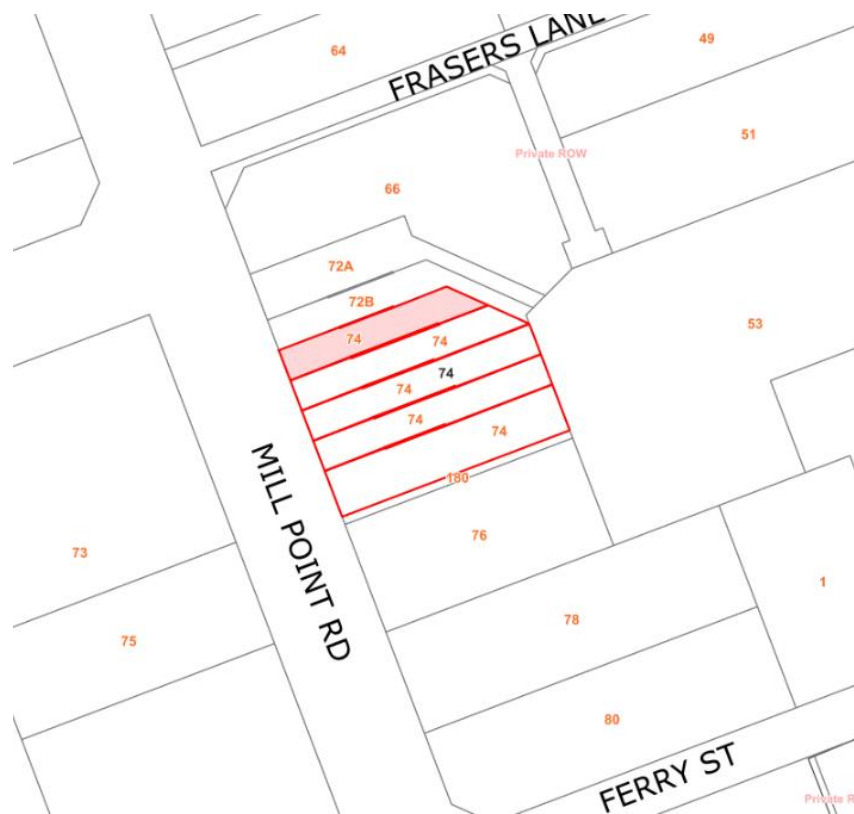 64
FRASERS LANE
49
51
Private ROW
66
72A
72B
53
74
74
74
74
74
74
180
MILL POINT RD
76
73
1
78
75
80
FERRY ST
Private R